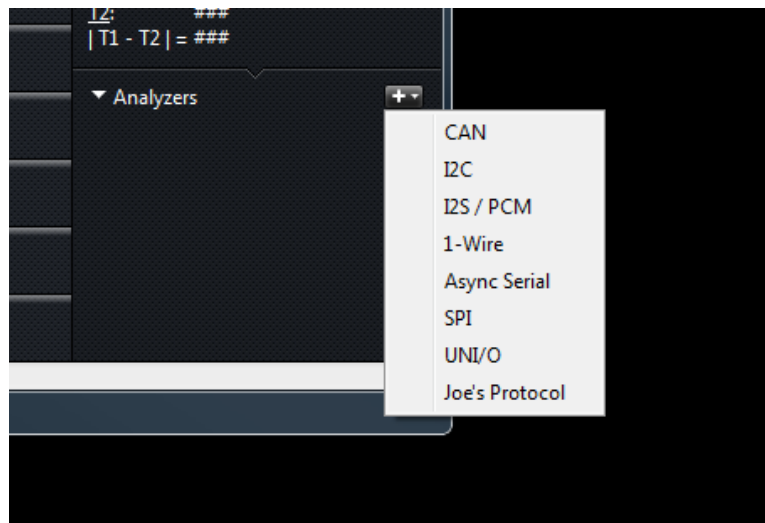 T2: ###
| T1 - T2 | = ###
Analyzers
CAN
I2C
I2S / PCM
1-Wire
Async Serial
SPI
UNI/O
Joe's Protocol